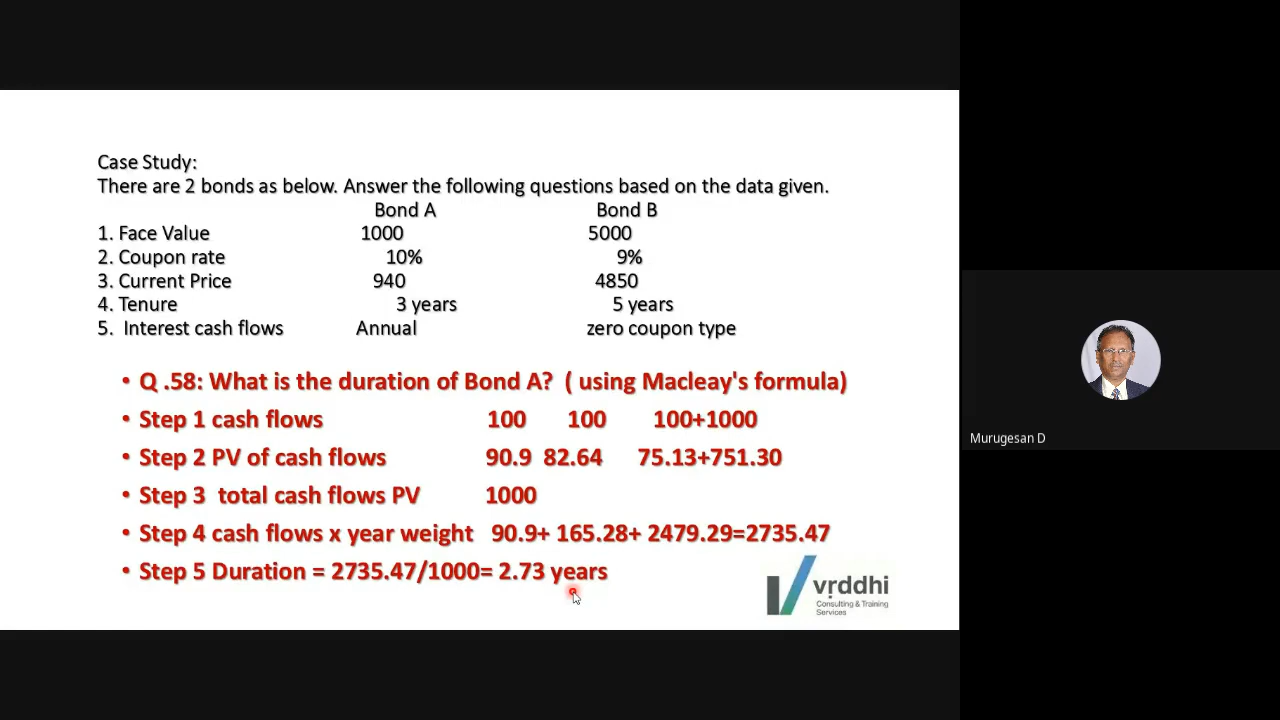 Case Study:
There are 2 bonds as below. Answer the following questions based on the data given.
Bond A Bond B
1. Face Value 1000 5000
2. Coupon rate 10% 9%
3. Current Price 940 4850
4. Tenure 3 years 5 years
5. Interest cash flows Annual zero coupon type
• Q .58: What is the duration of Bond A? ( using Macleay's formula)
• Step 1 cash flows 100 100 100+1000
• Step 2 PV of cash flows 90.9 82.64 75.13+751.30
• Step 3 total cash flows PV 1000
• Step 4 cash flows x year weight 90.9+ 165.28+ 2479.29=2735.47
• Step 5 Duration = 2735.47/1000= 2.73 years
vṛddhi
Consulting & Training
Services
Murugesan D